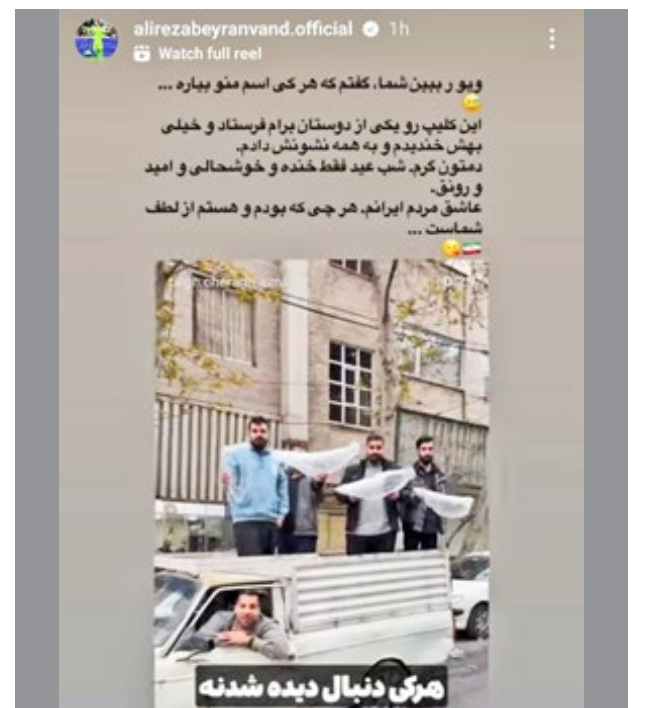 alirezabeyranvand.official 1h
Watch full reel
ویو ر ببین شما، گفتم که هر کی اسم منو بیاره ...
😅
این کلیپ رو یکی از دوستان برام فرستاد و خیلی
بهش خندیدم و به همه نشونش دادم.
دمتون گرم. شب عید فقط خنده و خوشحالی و امید
و رونق.
عاشق مردم ایرانم. هر چی که بودم و هستم از لطف
شماست ...
😘🇮🇷
هرکی دنبال دیده شدنه